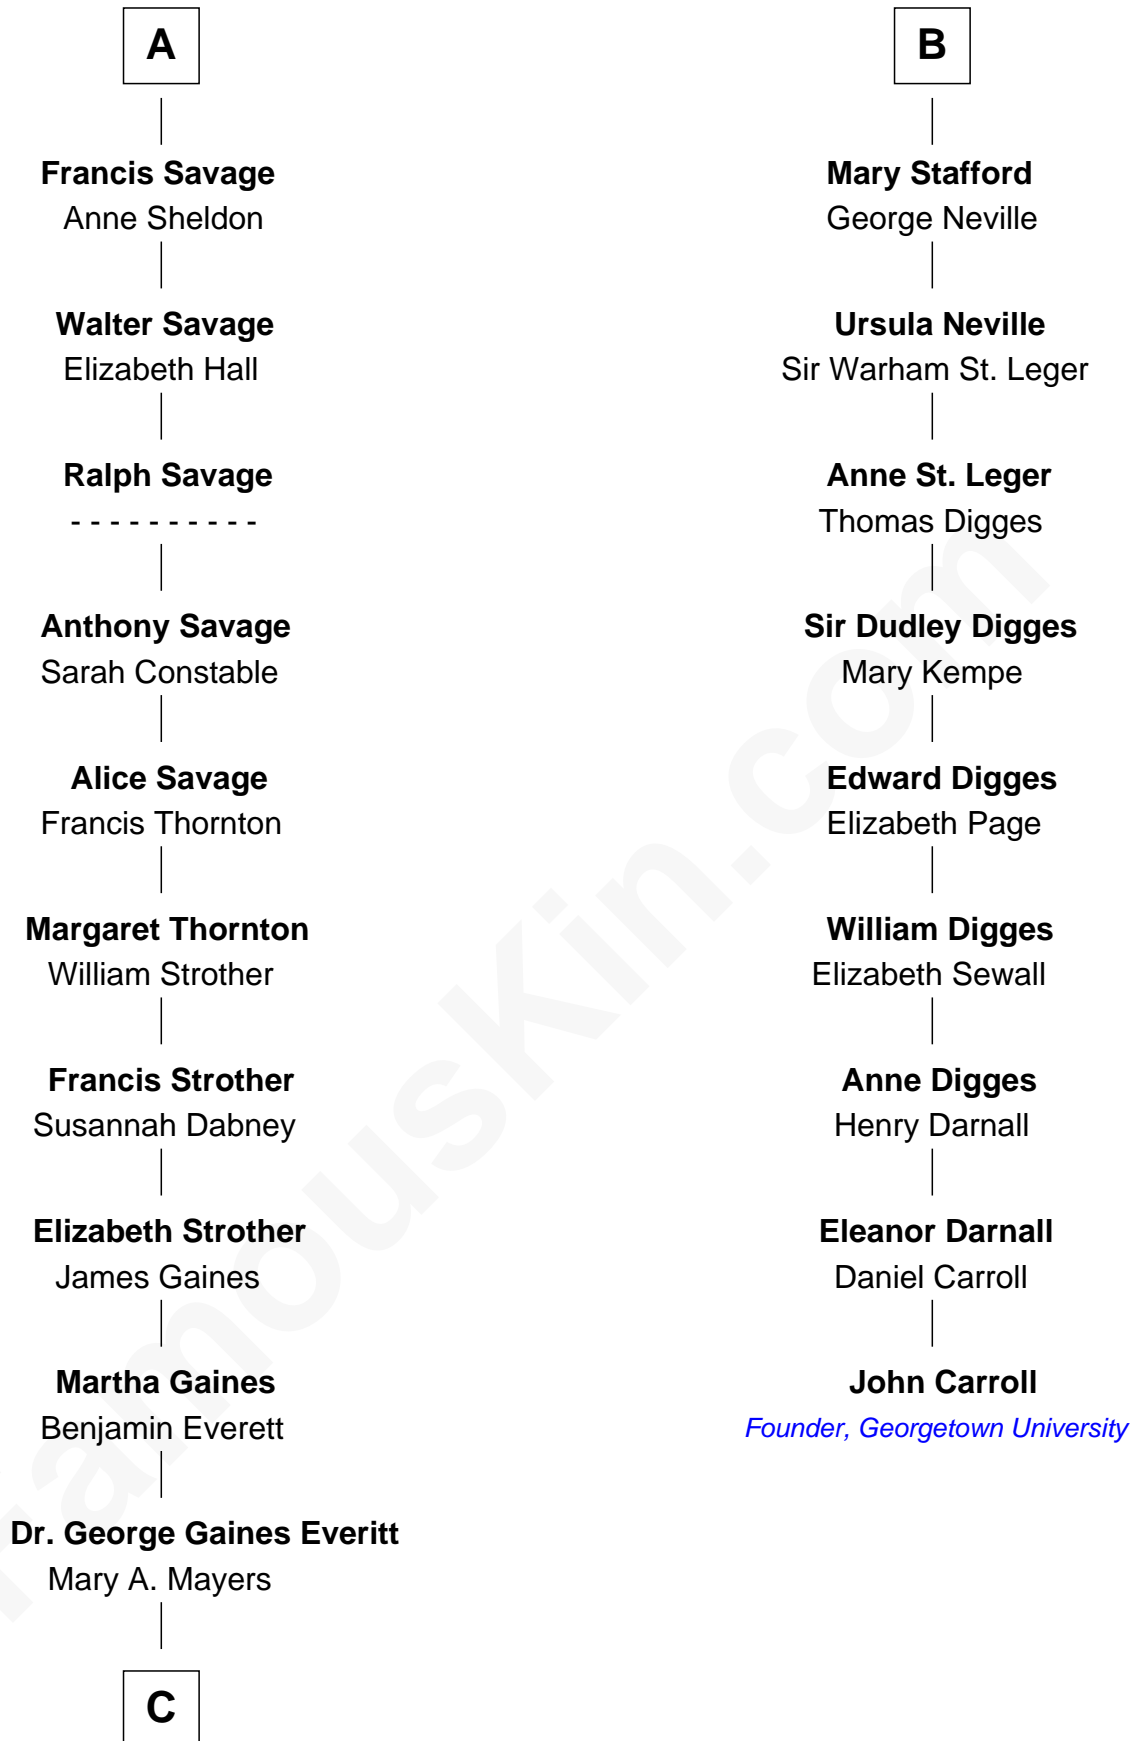 A
Francis Savage
Anne Sheldon
Walter Savage
Elizabeth Hall
Ralph Savage
- - - - - - - - - -
Anthony Savage
Sarah Constable
Alice Savage
Francis Thornton
Margaret Thornton
William Strother
Francis Strother
Susannah Dabney
Elizabeth Strother
James Gaines
Martha Gaines
Benjamin Everett
Dr. George Gaines Everitt
Mary A. Mayers
C
B
Mary Stafford
George Neville
Ursula Neville
Sir Warham St. Leger
Anne St. Leger
Thomas Digges
Sir Dudley Digges
Mary Kempe
Edward Digges
Elizabeth Page
William Digges
Elizabeth Sewall
Anne Digges
Henry Darnall
Eleanor Darnall
Daniel Carroll
John Carroll
Founder, Georgetown University
FamousKin.com